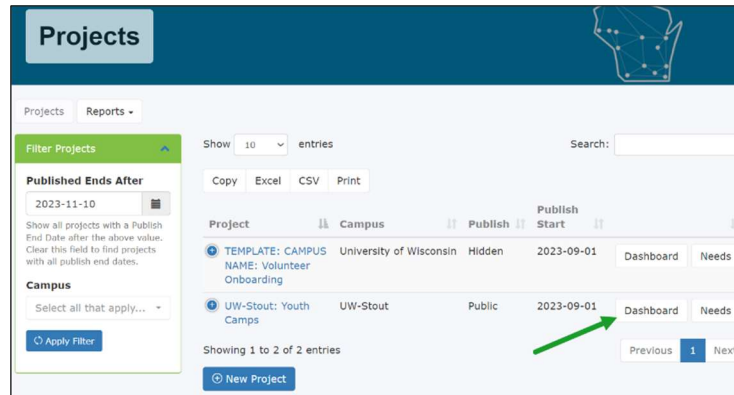 Projects
Projects Reports
Filter Projects
Published Ends After
2023-11-10
Show all projects with a Publish
End Date after the above value.
Clear this field to find projects
with all publish end dates.
Campus
Select all that apply...
Apply Filter
Show 10 entries Search:
Copy Excel CSV Print
Project Campus Publish Publish
Start
TEMPLATE: CAMPUS University of Wisconsin Hidden 2023-09-01 Dashboard Needs
NAME: Volunteer
Onboarding
UW-Stout: Youth UW-Stout Public 2023-09-01 Dashboard Needs
Camps
Showing 1 to 2 of 2 entries Previous 1 Next
New Project